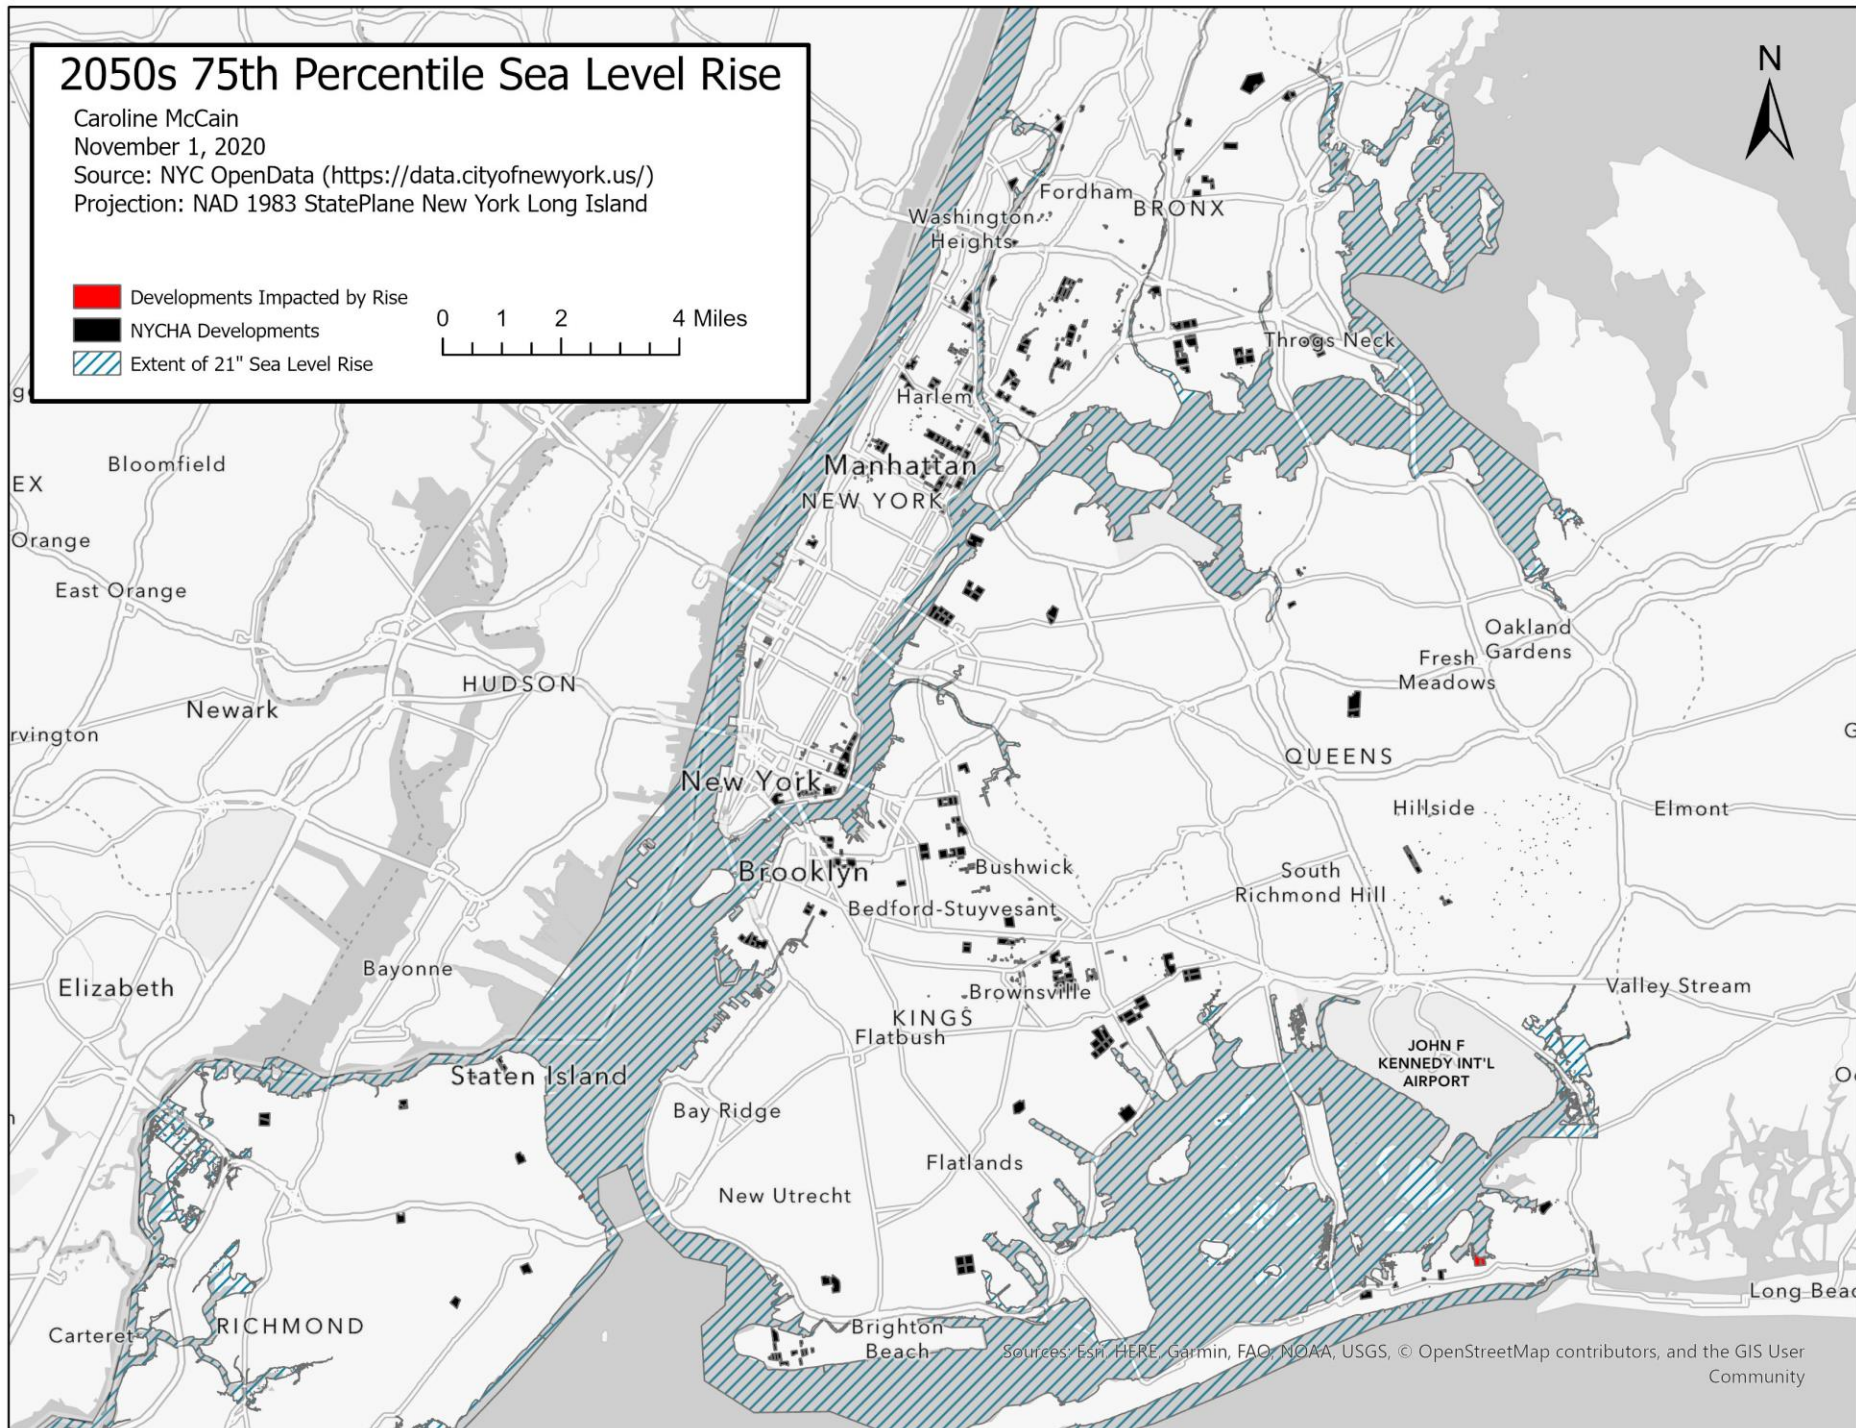 2050s 75th Percentile Sea Level Rise
Caroline McCain
November 1, 2020
Source: NYC OpenData (https://data.cityofnewyork.us/)
Projection: NAD 1983 StatePlane New York Long Island
Developments Impacted by Rise
NYCHA Developments
Extent of 21" Sea Level Rise
0 1 2 4 Miles
N
Fordham
BRONX
Washington
Heights
Throgs Neck
Harlem
Manhattan
NEW YORK
Bloomfield
EX
Orange
East Orange
HUDSON
Newark
rvington
Oakland
Gardens
Fresh
Meadows
QUEENS
New York
Hillside
Elmont
Brooklyn
Bushwick
South
Richmond Hill
Bedford-Stuyvesant
Bayonne
Elizabeth
Brownsville
Valley Stream
KINGS
Flatbush
JOHN F
KENNEDY INT'L
AIRPORT
Staten Island
Bay Ridge
Flatlands
New Utrecht
Long Beac
RICHMOND
Carteret
Brighton
Beach
Sources: Esri, HERE, Garmin, FAO, NOAA, USGS, © OpenStreetMap contributors, and the GIS User
Community